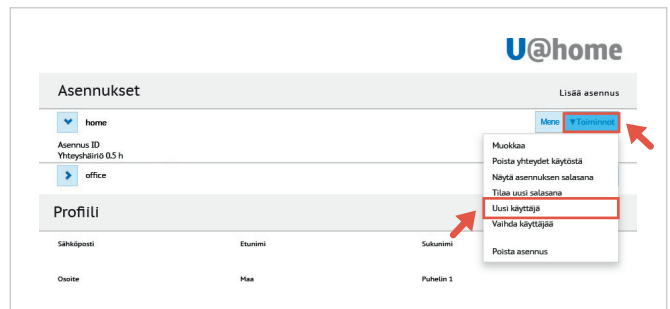 U@home
Asennukset
Lisää asennus
home
Mene
▼Toiminnot
Asennus ID
Yhteyshäiriö 0.5 h
office
Muokkaa
Poista yhteydet käytöstä
Näytä asennuksen salasana
Tilaa uusi salasana
Uusi käyttäjä
Vaihda käyttäjää
Poista asennus
Profiili
Sähköposti
Etunimi
Sukunimi
Osoite
Maa
Puhelin 1